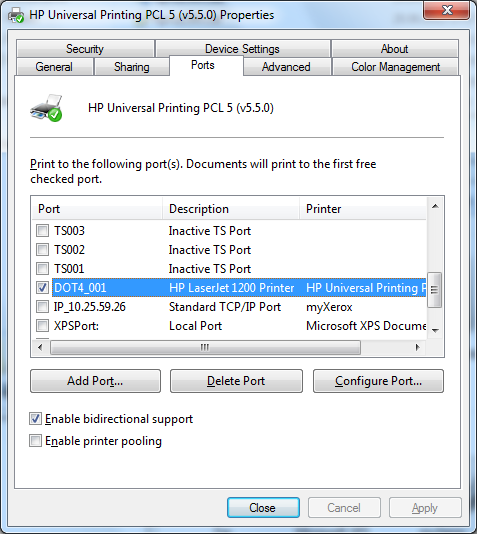 HP Universal Printing PCL 5 (v5.5.0) Properties
Security Device Settings About
General Sharing Ports Advanced Color Management
HP Universal Printing PCL 5 (v5.5.0)
Print to the following port(s). Documents will print to the first free
checked port.
Port Description Printer
TS003 Inactive TS Port
TS002 Inactive TS Port
TS001 Inactive TS Port
DOT4_001 HP LaserJet 1200 Printer HP Universal Printing P
IP_10.25.59.26 Standard TCP/IP Port myXerox
XPSPort: Local Port Microsoft XPS Docume
Add Port... Delete Port Configure Port...
Enable bidirectional support
Enable printer pooling
Close Cancel Apply